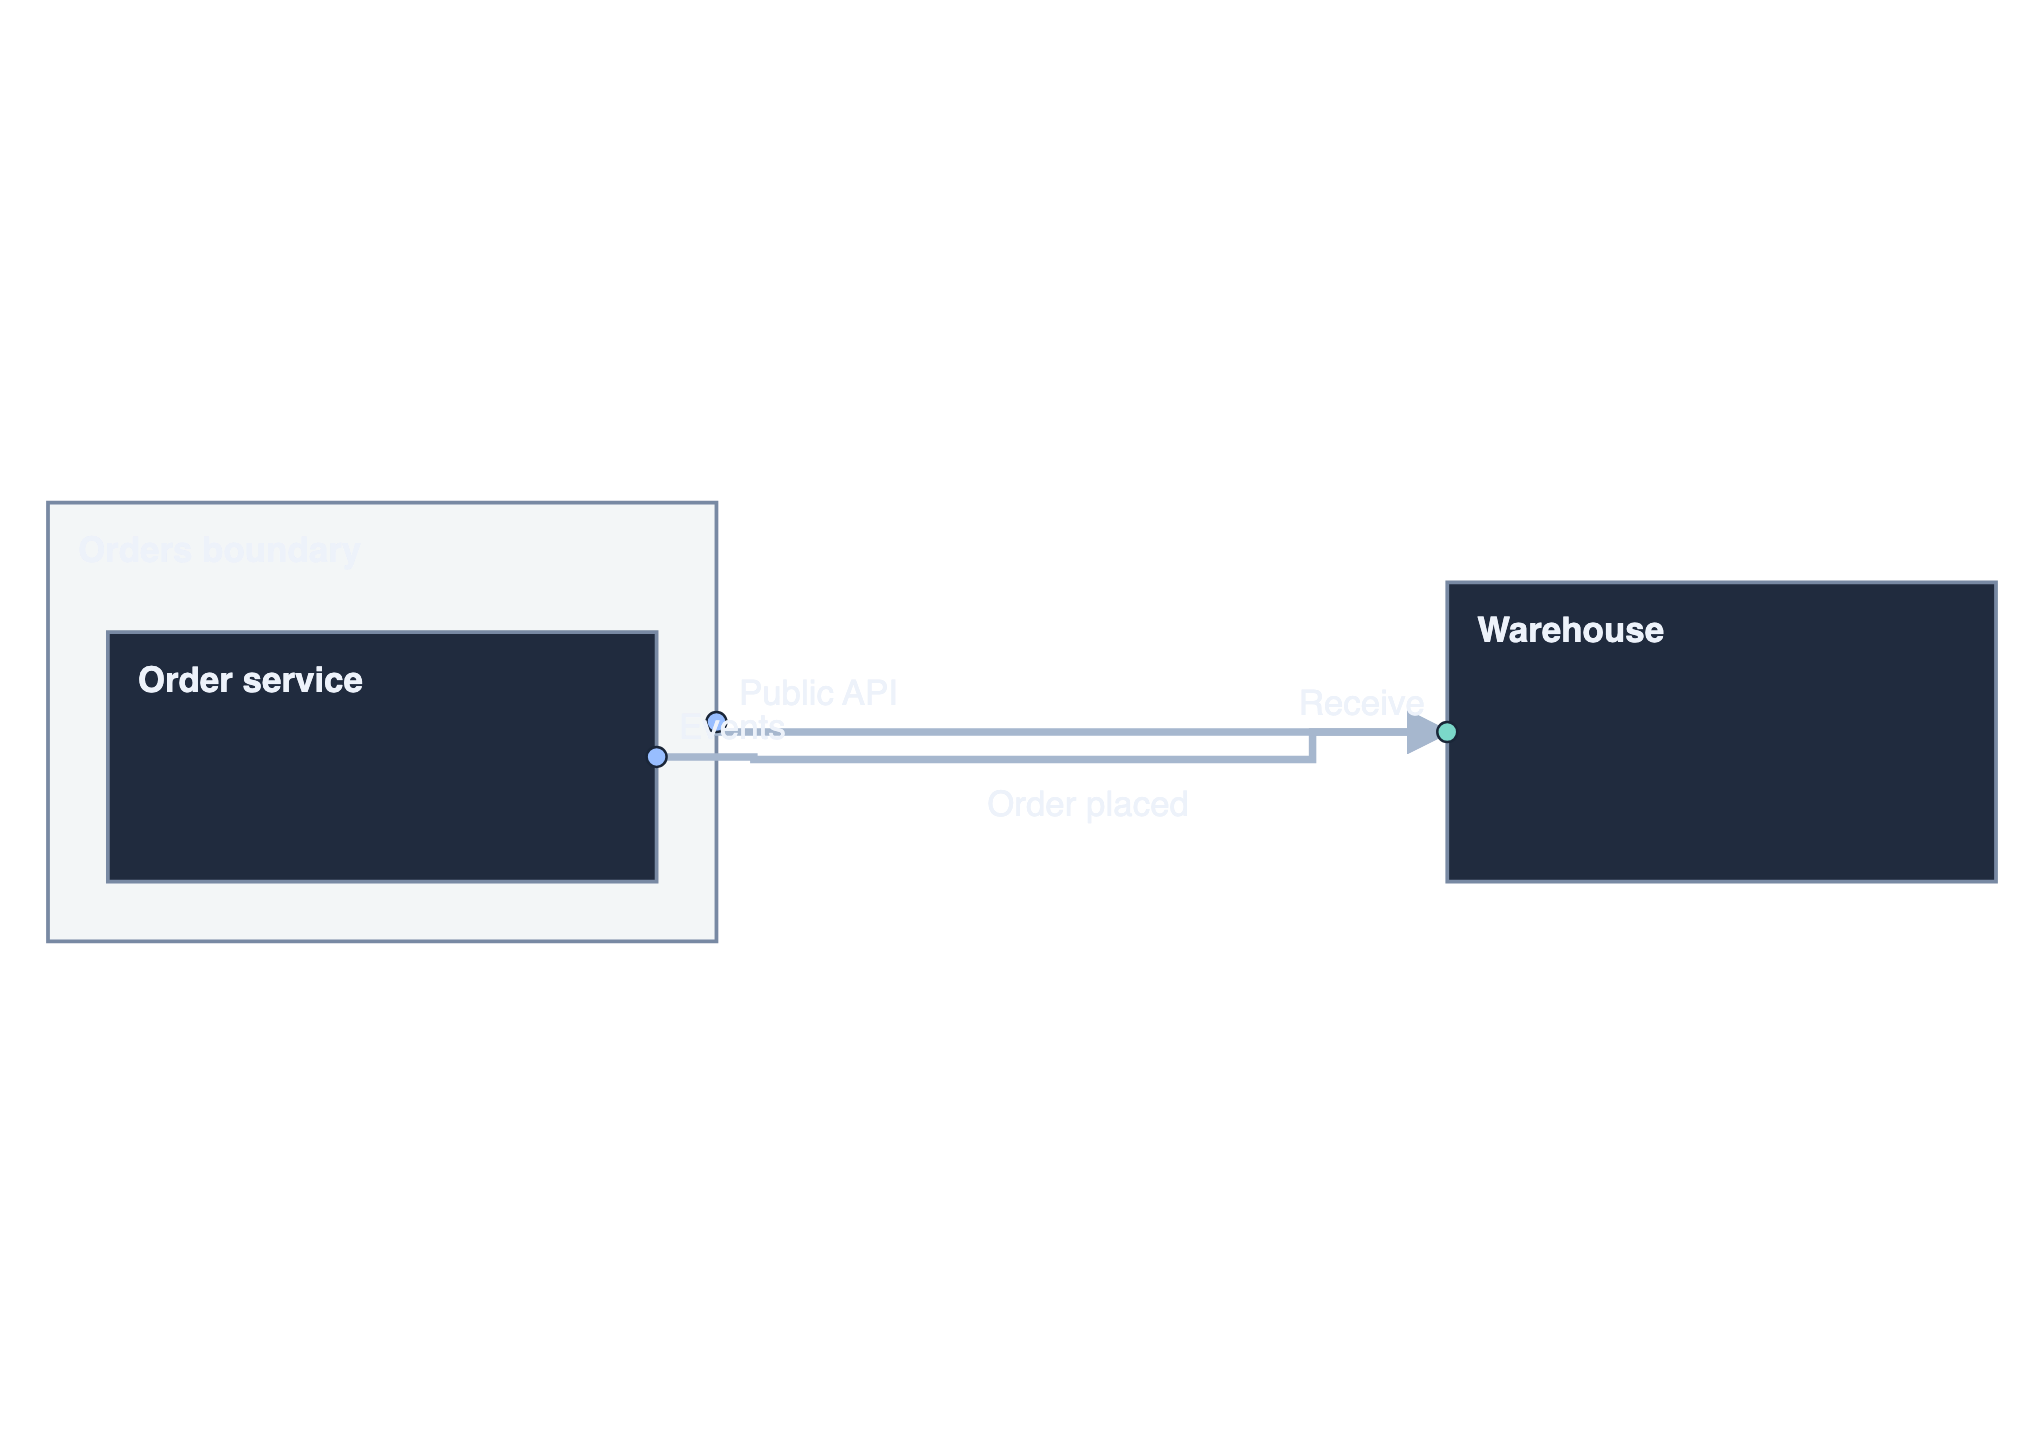 Orders boundary
Order service
Public API
Events
Receive
Order placed
Warehouse